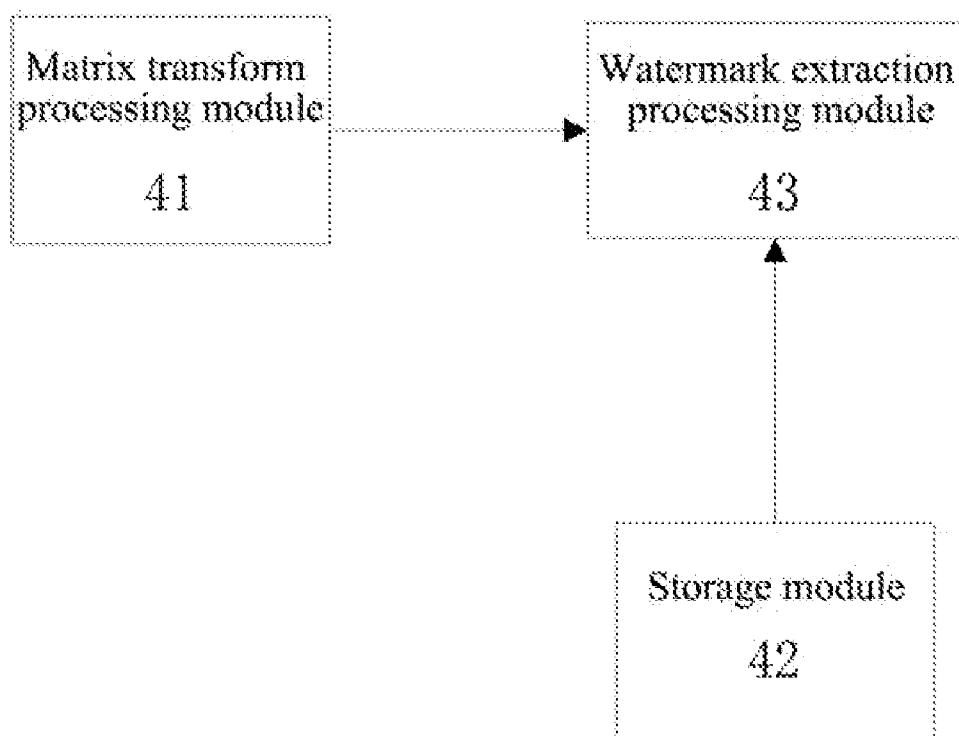 Matrix transform
processing module
41
Watermark extraction
processing module
43
Storage module
42